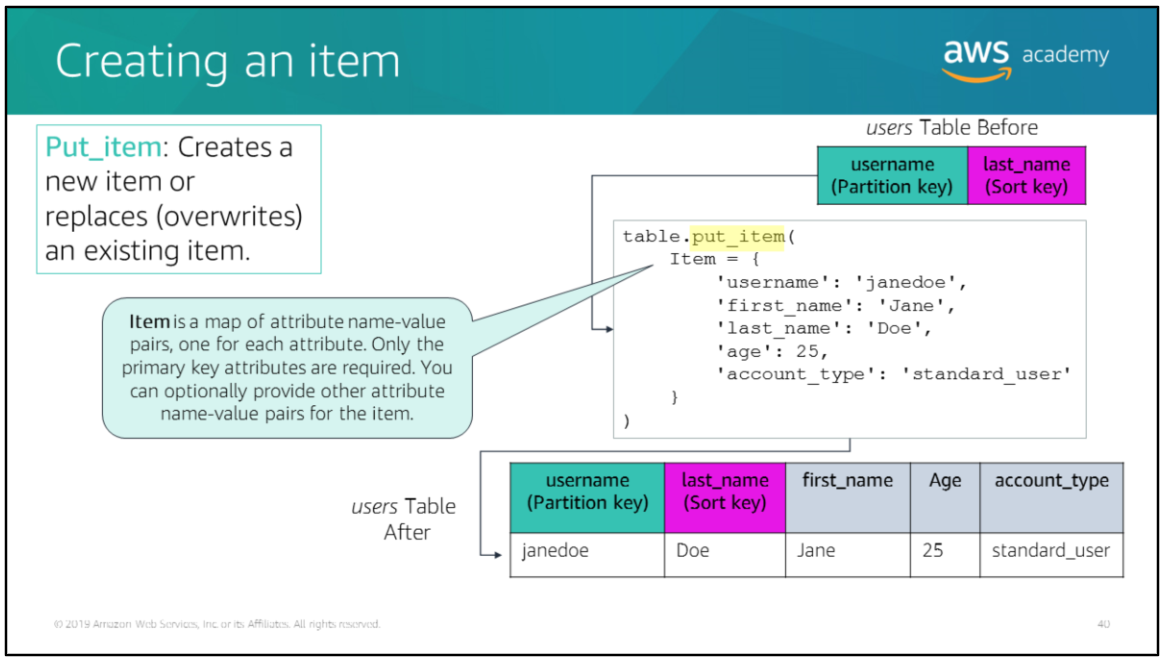 Creating an item
aws academy
Put_item: Creates a
new item or
replaces (overwrites)
an existing item.
users Table Before
username
(Partition key)
last_name
(Sort key)
table.put_item(
    Item = {
        'username': 'janedoe',
        'first_name': 'Jane',
        'last_name': 'Doe',
        'age': 25,
        'account_type': 'standard_user'
    }
)
Item is a map of attribute name-value
pairs, one for each attribute. Only the
primary key attributes are required. You
can optionally provide other attribute
name-value pairs for the item.
users Table
After
username
(Partition key)
last_name
(Sort key)
first_name
Age
account_type
janedoe
Doe
Jane
25
standard_user
© 2019 Amazon Web Services, Inc. or its Affiliates. All rights reserved.
40